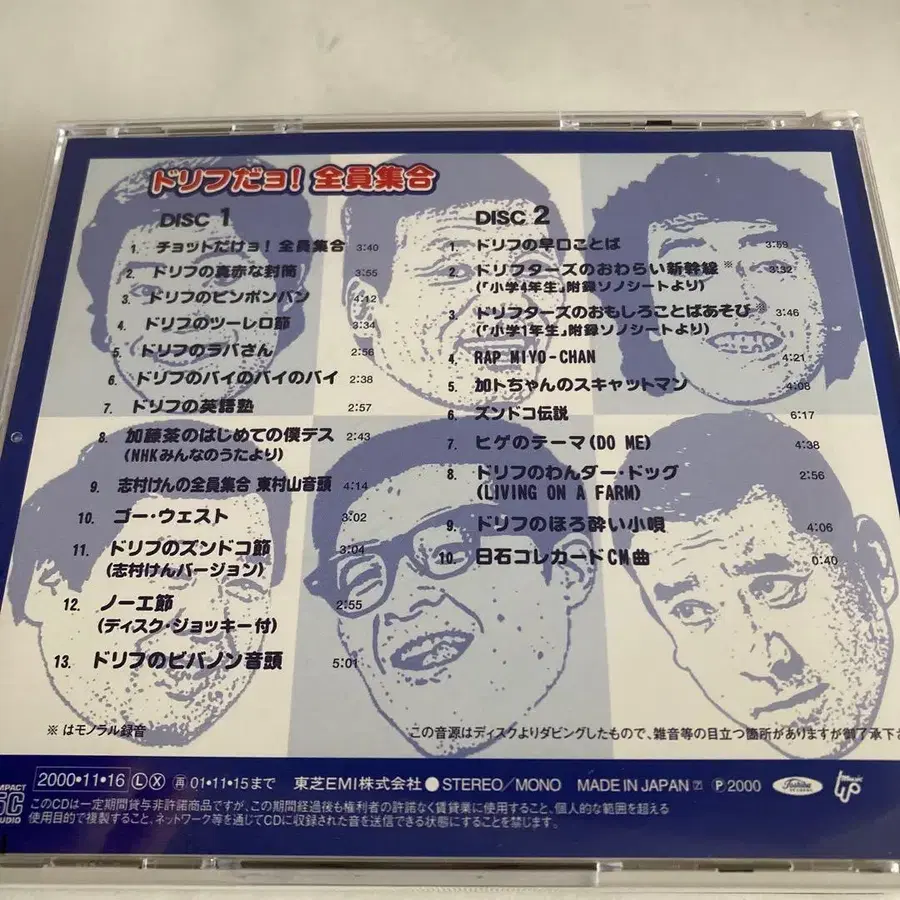 ドリフだョ! 全員集合
DISC 1
1. チョットだけョ! 全員集合 3:40
2. ドリフの真赤な封筒 3:55
3. ドリフのピンポンパン 4:12
4. ドリフのツーレロ節 3:34
5. ドリフのラバさん 2:56
6. ドリフのバイのバイのバイ 2:38
7. ドリフの英語塾 2:57
8. 加藤茶のはじめての僕デス 2:43
(NHKみんなのうたより)
9. 志村けんの全員集合 東村山音頭 4:14
10. ゴー・ウェスト 3:02
11. ドリフのズンドコ節 3:04
(志村けんバージョン)
12. ノーエ節 2:55
(ディスク・ジョッキー付)
13. ドリフのビバノン音頭 5:01
DISC 2
1. ドリフの早口ことば 3:59
2. ドリフターズのおわらい新幹線※ 3:32
(「小学4年生」附録ソノシートより)
3. ドリフターズのおもしろことばあそび※ 3:46
(「小学1年生」附録ソノシートより)
4. RAP MIYO-CHAN 4:21
5. 加トちゃんのスキャットマン 4:08
6. ズンドコ伝説 6:17
7. ヒゲのテーマ(DO ME) 4:38
8. ドリフのわんダー・ドッグ 2:56
(LIVING ON A FARM)
9. ドリフのほろ酔い小唄 4:06
10. 日石コレカードCM曲 0:40
※はモノラル録音
この音源はディスクよりダビングしたもので、雑音等の目立つ箇所がありますが御了承下さ
2000•11•16 L X 再 01•11•15まで 東芝EMI株式会社●STEREO/MONO MADE IN JAPAN Ⓟ2000 Toshiba
このCDは一定期間貸与非許諾商品ですが、この期間経過後も権利者の許諾なく賃貸業に使用すること、個人的な範囲を超える
使用目的で複製すること、ネットワーク等を通じてCDに収録された音を送信できる状態にすることを禁じます。